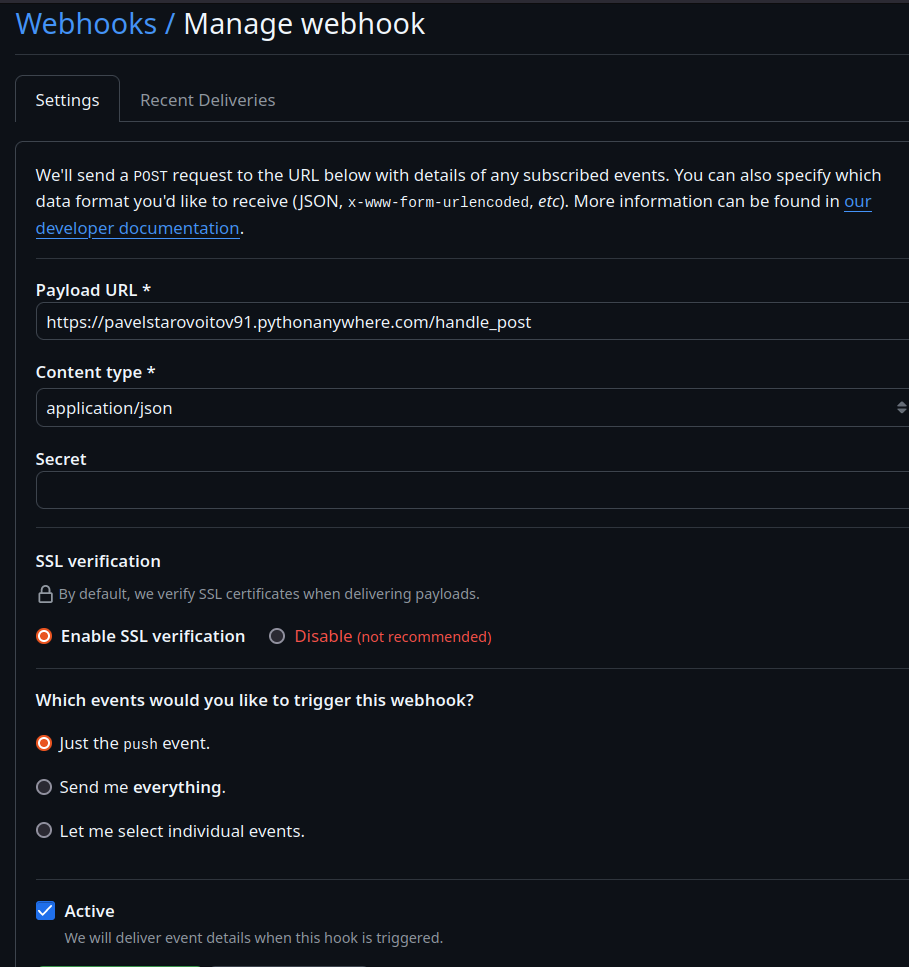 Webhooks / Manage webhook
Settings
Recent Deliveries
We'll send a POST request to the URL below with details of any subscribed events. You can also specify which
data format you'd like to receive (JSON, x-www-form-urlencoded, etc). More information can be found in our
developer documentation.
Payload URL *
https://pavelstarovoitov91.pythonanywhere.com/handle_post
Content type *
application/json
Secret
SSL verification
By default, we verify SSL certificates when delivering payloads.
Enable SSL verification
Disable (not recommended)
Which events would you like to trigger this webhook?
Just the push event.
Send me everything.
Let me select individual events.
Active
We will deliver event details when this hook is triggered.